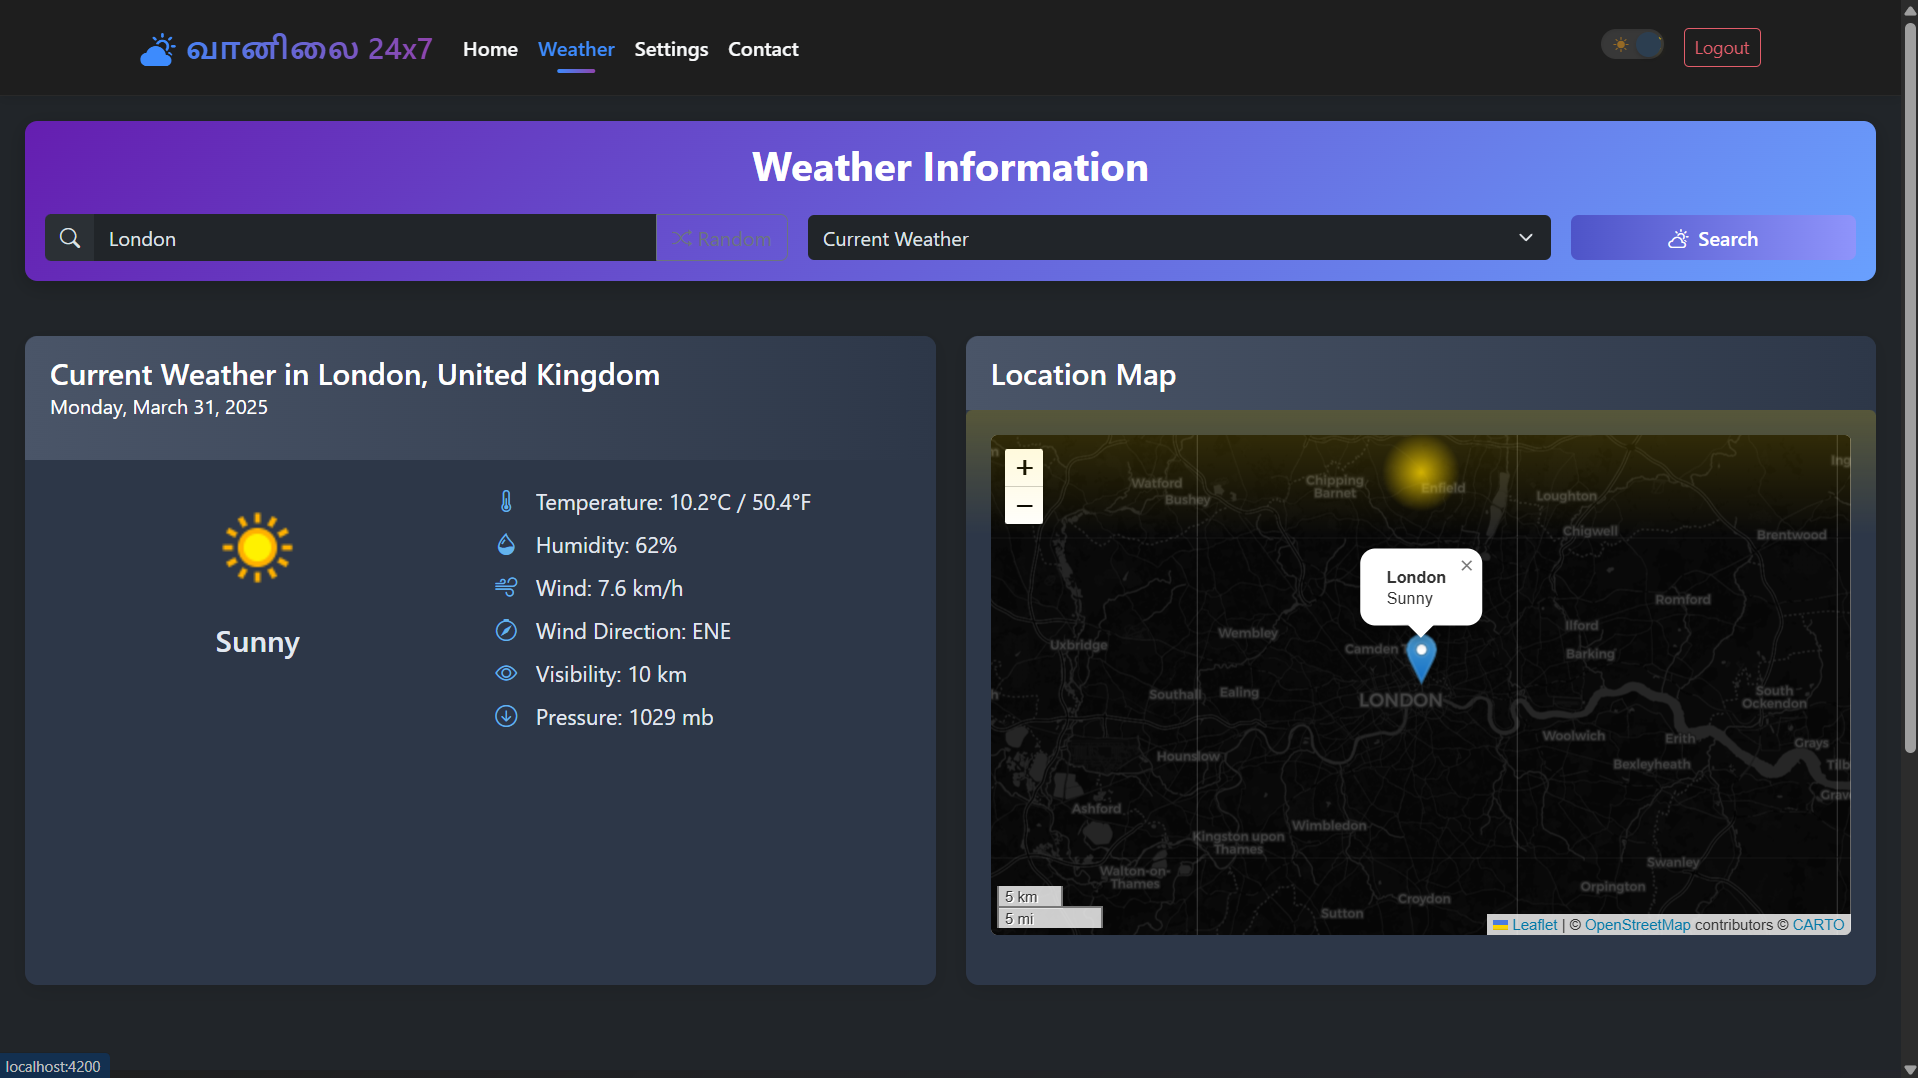 வானிலை 24x7
Home
Weather
Settings
Contact
Logout
Weather Information
London
Random
Current Weather
Search
Current Weather in London, United Kingdom
Monday, March 31, 2025
Sunny
Temperature: 10.2°C / 50.4°F
Humidity: 62%
Wind: 7.6 km/h
Wind Direction: ENE
Visibility: 10 km
Pressure: 1029 mb
Location Map
+
−
London
Sunny
×
Watford
Bushey
Chipping
Barnet
Enfield
Loughton
Ing
Chigwell
Brentwood
Romford
Ilford
Barking
Wembley
Uxbridge
Camden T
Southall
Ealing
LONDON
South
Ockendon
Woolwich
Erith
Grays
Hounslow
Bexleyheath
Tilb
Grave
Ashford
Wimbledon
Kingston upon
Thames
Walton-on-
Thames
Swanley
Orpington
Croydon
Sutton
5 km
5 mi
Leaflet | © OpenStreetMap contributors © CARTO
localhost:4200